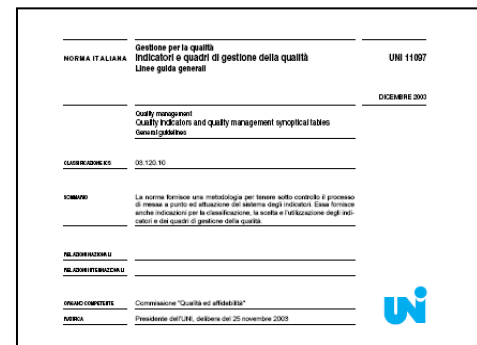 Gestione per la qualità
NORMA ITALIANA Indicatori e quadri di gestione della qualità UNI 11097
Linee guida generali
DICEMBRE 2003
Quality management
Quality indicators and quality management synoptical tables
General guidelines
CLASSIFICAZIONE ICS 03.120.10
SOMMARIO La norma fornisce una metodologia per tenere sotto controllo il processo
di messa a punto ed attuazione del sistema degli indicatori. Essa fornisce
anche indicazioni per la classificazione, la scelta e l'utilizzazione degli indi-
catori e dei quadri di gestione della qualità.
RELAZIONI NAZIONALI
RELAZIONI INTERNAZIONALI
ORGANO COMPETENTE Commissione "Qualità ed affidabilità"
RATIFICA Presidente dell'UNI, delibera del 25 novembre 2003
UNI